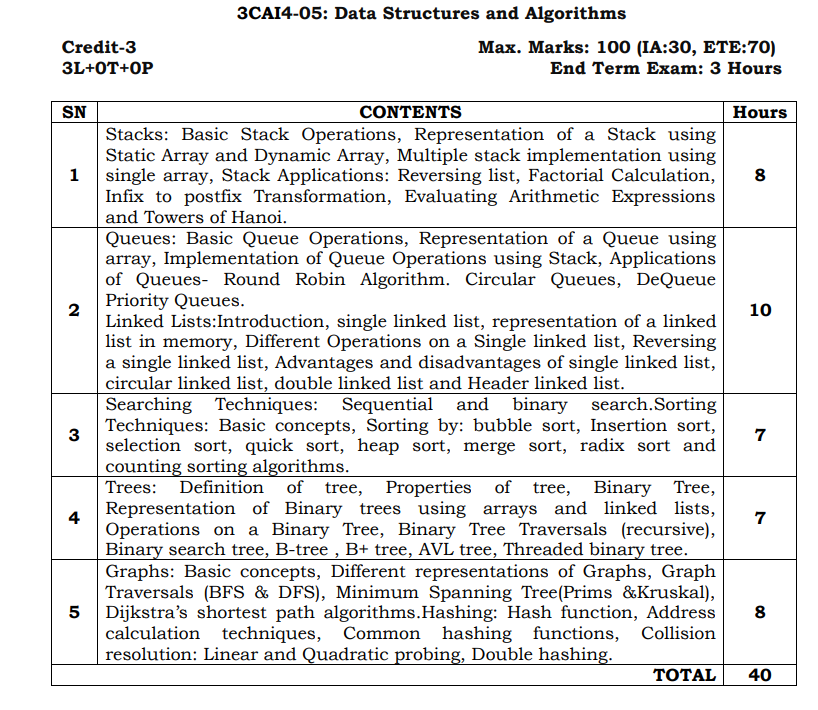 3CAI4-05: Data Structures and Algorithms
Credit-3 Max. Marks: 100 (IA:30, ETE:70)
3L+0T+0P End Term Exam: 3 Hours
SN CONTENTS Hours
Stacks: Basic Stack Operations, Representation of a Stack using
Static Array and Dynamic Array, Multiple stack implementation using
1 single array, Stack Applications: Reversing list, Factorial Calculation, 8
Infix to postfix Transformation, Evaluating Arithmetic Expressions
and Towers of Hanoi.
Queues: Basic Queue Operations, Representation of a Queue using
array, Implementation of Queue Operations using Stack, Applications
of Queues- Round Robin Algorithm. Circular Queues, DeQueue
Priority Queues.
2 10
Linked Lists:Introduction, single linked list, representation of a linked
list in memory, Different Operations on a Single linked list, Reversing
a single linked list, Advantages and disadvantages of single linked list,
circular linked list, double linked list and Header linked list.
Searching Techniques: Sequential and binary search.Sorting
Techniques: Basic concepts, Sorting by: bubble sort, Insertion sort,
3 7
selection sort, quick sort, heap sort, merge sort, radix sort and
counting sorting algorithms.
Trees: Definition of tree, Properties of tree, Binary Tree,
Representation of Binary trees using arrays and linked lists,
4 7
Operations on a Binary Tree, Binary Tree Traversals (recursive),
Binary search tree, B-tree , B+ tree, AVL tree, Threaded binary tree.
Graphs: Basic concepts, Different representations of Graphs, Graph
Traversals (BFS & DFS), Minimum Spanning Tree(Prims &Kruskal),
5 Dijkstra's shortest path algorithms.Hashing: Hash function, Address 8
calculation techniques, Common hashing functions, Collision
resolution: Linear and Quadratic probing, Double hashing.
TOTAL 40